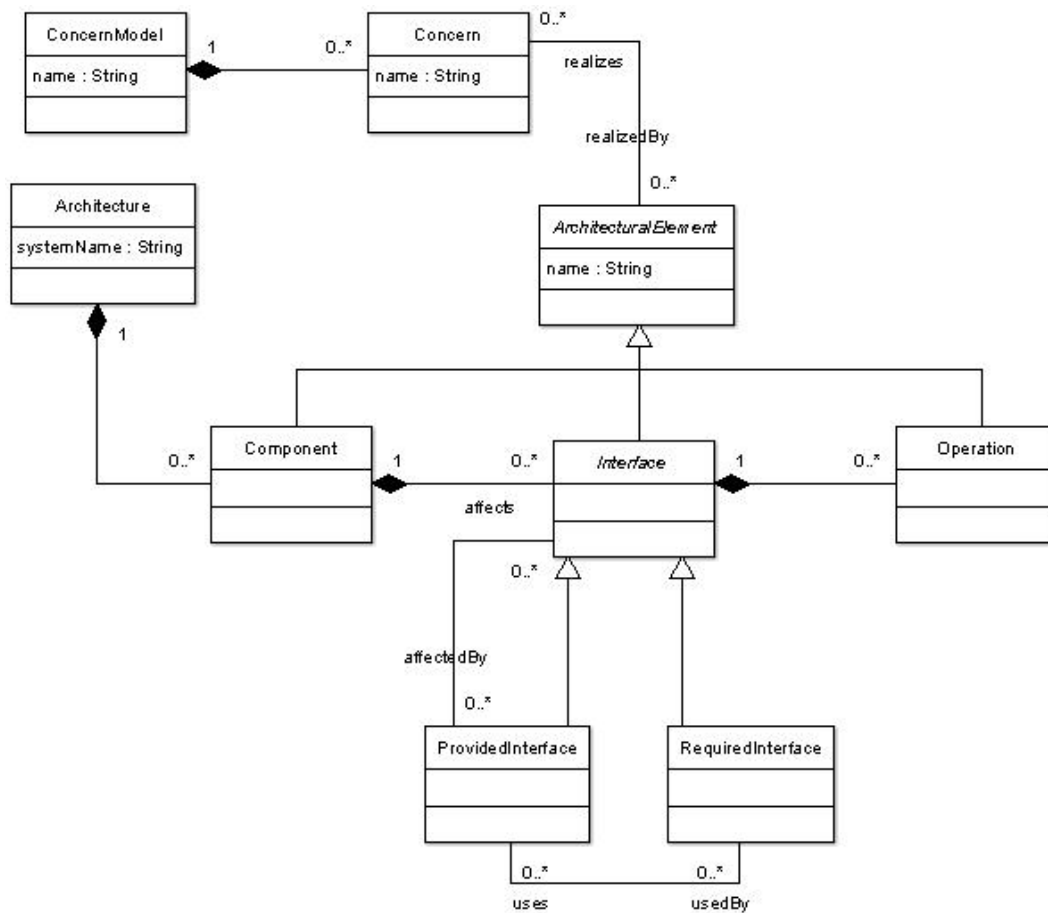 ConcernModel
name : String
1
0..*
Concern
name : String
0..*
realizes
realizedBy
0..*
Architecture
systemName : String
1
ArchitecturalElement
name : String
0..*
Component
1
0..*
affects
Interface
1
0..*
Operation
0..*
affectedBy
0..*
ProvidedInterface
RequiredInterface
0..*
0..*
uses
usedBy